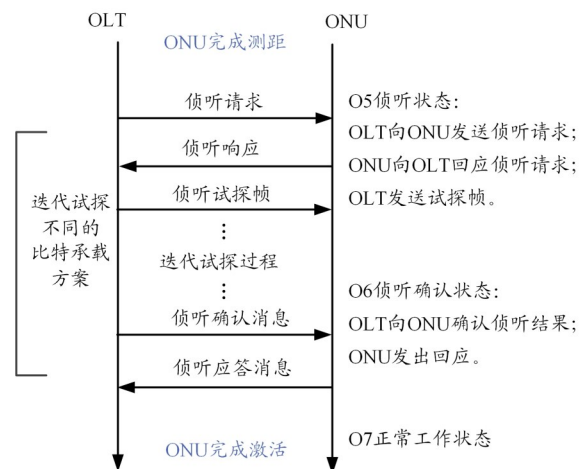 OLT
ONU
ONU完成测距
侦听请求
侦听响应
侦听试探帧
⋮
迭代试探过程
⋮
侦听确认消息
侦听应答消息
ONU完成激活
迭代试探
不同的
比特承载
方案
O5侦听状态：
OLT向ONU发送侦听请求；
ONU向OLT回应侦听请求；
OLT发送试探帧。
O6侦听确认状态：
OLT向ONU确认侦听结果；
ONU发出回应。
O7正常工作状态